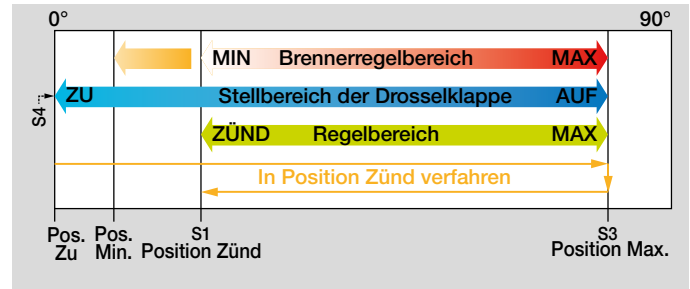 0° 90°
MIN Brennerregelbereich MAX
ZU Stellbereich der Drosselklappe AUF
S4
ZÜND Regelbereich MAX
In Position Zünd verfahren
Pos. Zu
Pos. Min.
S1 Position Zünd
S3 Position Max.